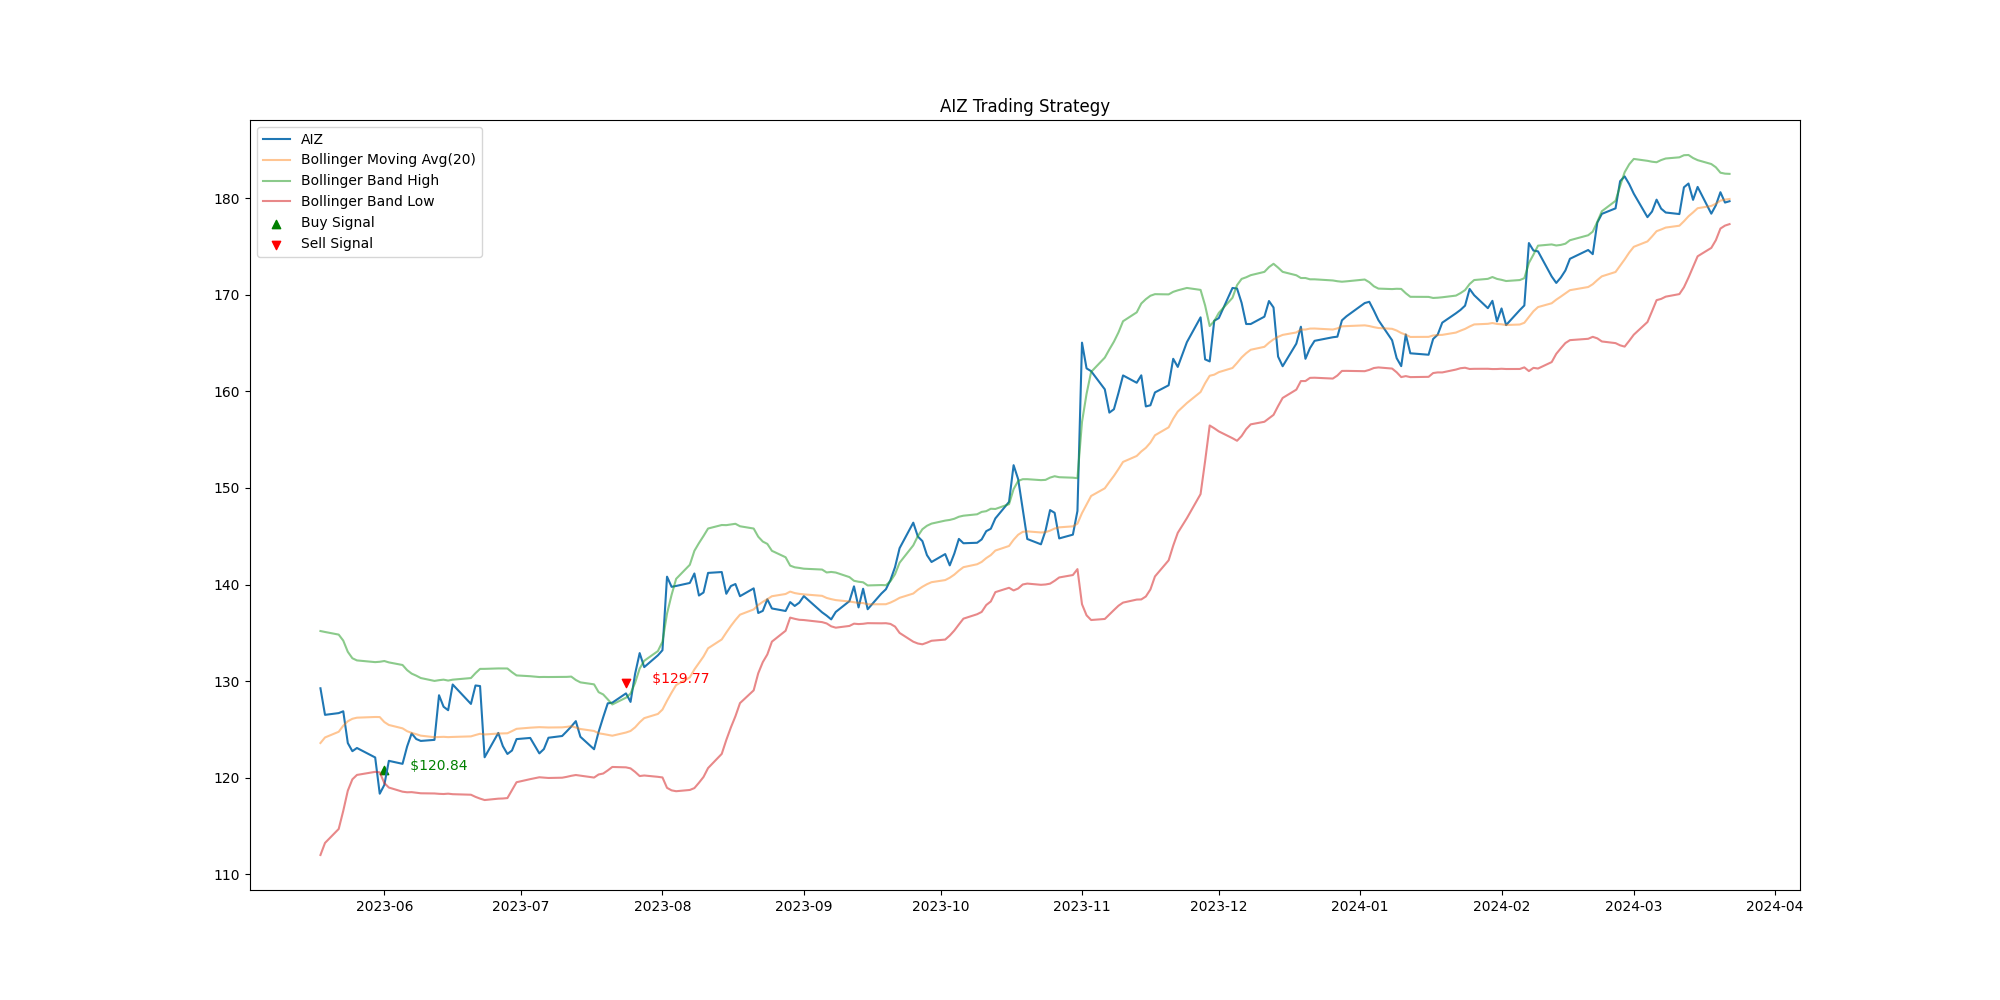 AIZ Trading Strategy
AIZ
Bollinger Moving Avg(20)
Bollinger Band High
Bollinger Band Low
Buy Signal
Sell Signal
180
170
160
150
140
130
120
110
$129.77
$120.84
2023-06 2023-07 2023-08 2023-09 2023-10 2023-11 2023-12 2024-01 2024-02 2024-03 2024-04